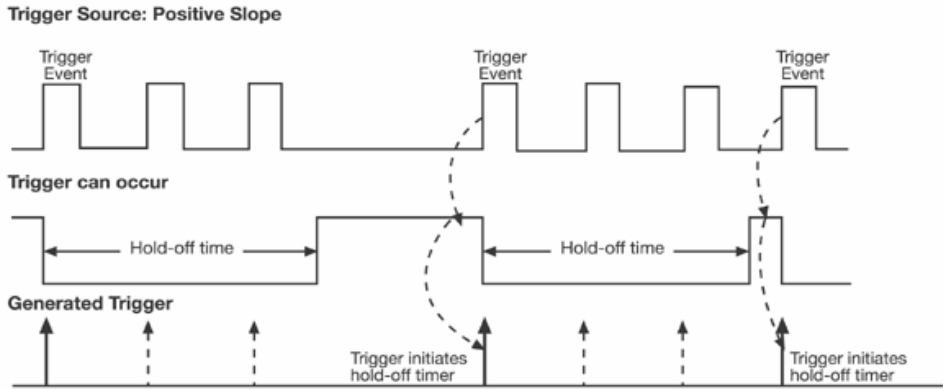 Trigger Source: Positive Slope
Trigger
Event
Trigger
Event
Trigger
Event
Trigger can occur
Hold-off time
Hold-off time
Generated Trigger
Trigger initiates
hold-off timer
Trigger initiates
hold-off timer